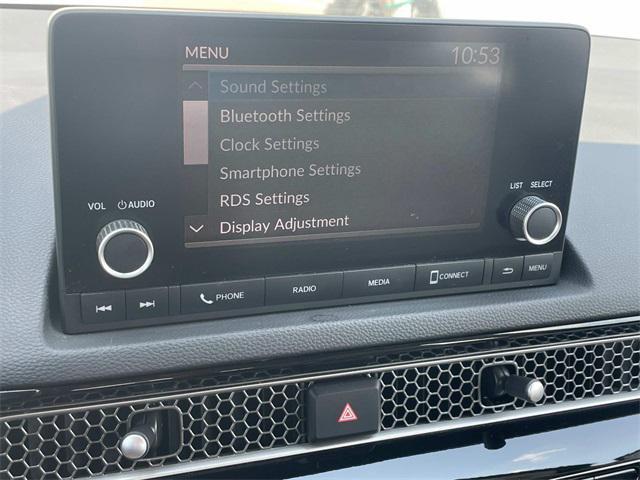 MENU 10:53
Sound Settings
Bluetooth Settings
Clock Settings
Smartphone Settings
RDS Settings
Display Adjustment
VOL AUDIO
LIST SELECT
PHONE RADIO MEDIA CONNECT MENU